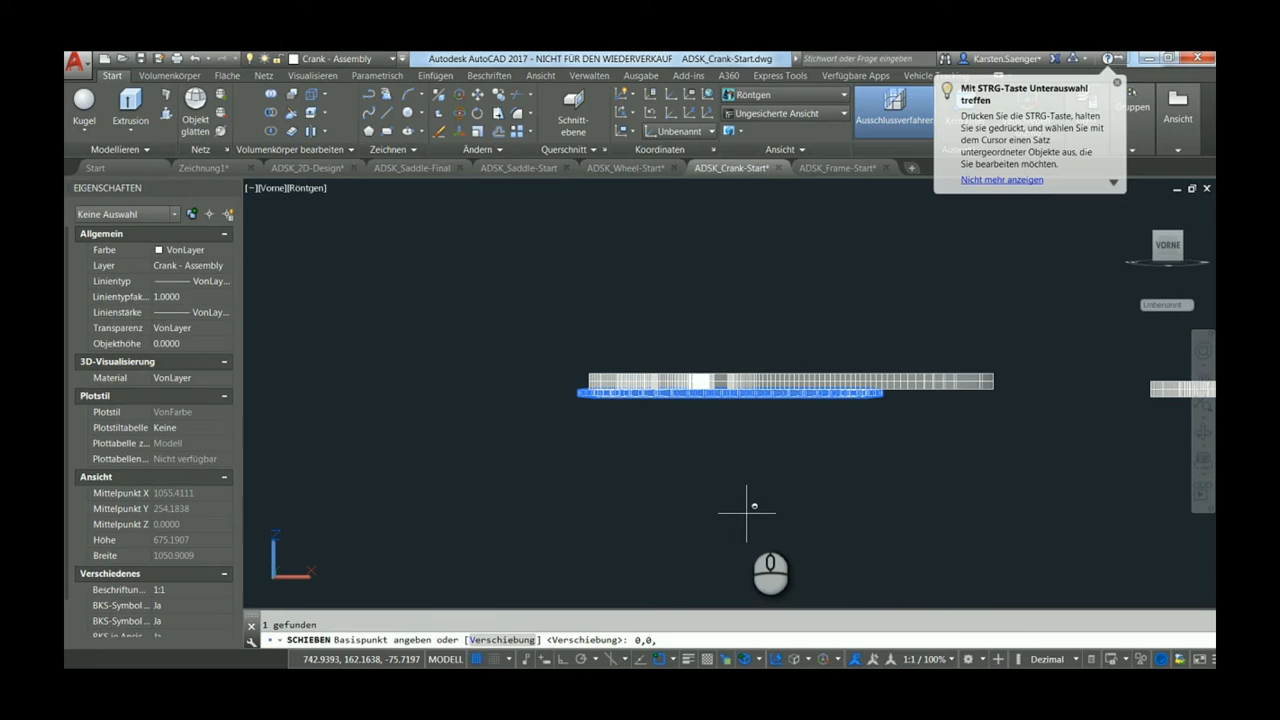 Crank - Assembly
Autodesk AutoCAD 2017 - NICHT FÜR DEN WIEDERVERKAUF ADSK_Crank-Start.dwg
Stichwort oder Frage eingeben
Karsten.Saenger
Start Volumenkörper Fläche Netz Visualisieren Parametrisch Einfügen Beschriften Ansicht Verwalten Ausgabe Add-ins A360 Express Tools Verfügbare Apps Vehicle
Mit STRG-Taste Unterauswahl
treffen
Drücken Sie die STRG-Taste, halten
Sie sie gedrückt, und wählen Sie mit
dem Cursor einen Satz
untergeordneter Objekte aus, die
Sie bearbeiten möchten.
Nicht mehr anzeigen
Röntgen
Ungesicherte Ansicht
Unbenannt
Kugel
Extrusion
Objekt
glätten
Schnitt-
ebene
Ausschlussverfahren
Gruppen
Ansicht
Modellieren Netz Volumenkörper bearbeiten Zeichnen Ändern Querschnitt Koordinaten Ansicht
Start Zeichnung1* ADSK_2D-Design* ADSK_Saddle-Final ADSK_Saddle-Start ADSK_Wheel-Start* ADSK_Crank-Start* ADSK_Frame-Start*
EIGENSCHAFTEN
[-][Vorne][Röntgen]
Keine Auswahl
Allgemein
Farbe VonLayer
Layer Crank - Assembly
Linientyp VonLay...
Linientypfak... 1.0000
Linienstärke VonLay...
Transparenz VonLayer
Objekthöhe 0.0000
3D-Visualisierung
Material VonLayer
Plotstil
Plotstil VonFarbe
Plotstiltabelle Keine
Plottabelle z... Modell
Plottabellen... Nicht verfügbar
Ansicht
Mittelpunkt X 1055.4111
Mittelpunkt Y 254.1838
Mittelpunkt Z 0.0000
Höhe 675.1907
Breite 1050.9009
Verschiedenes
Beschriftun... 1:1
BKS-Symbol ... Ja
BKS-Symbol ... Ja
VORNE
Unbenannt
Z
X
1 gefunden
SCHIEBEN Basispunkt angeben oder [Verschiebung] <Verschiebung>: 0,0,
742.9393, 162.1638, -75.7197 MODELL 1:1 / 100% Dezimal